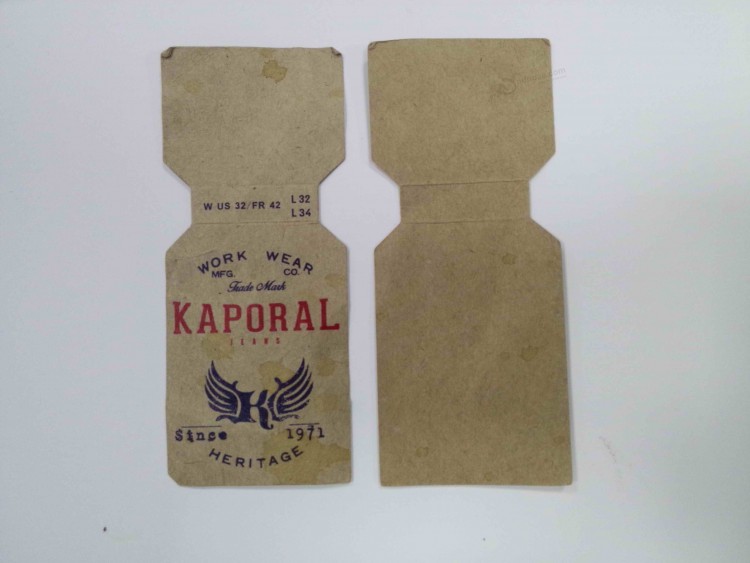 W US 32/FR 42 L 32
L 34
WORK WEAR
MFG. CO.
Trade Mark
KAPORAL
JEANS
K
Since 1971
HERITAGE